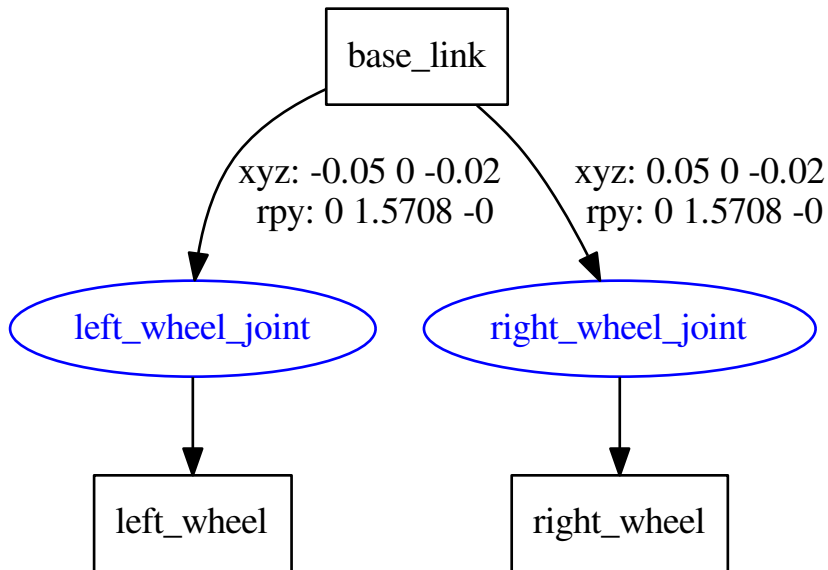 base_link
xyz: -0.05 0 -0.02
rpy: 0 1.5708 -0
xyz: 0.05 0 -0.02
rpy: 0 1.5708 -0
left_wheel_joint
right_wheel_joint
left_wheel
right_wheel